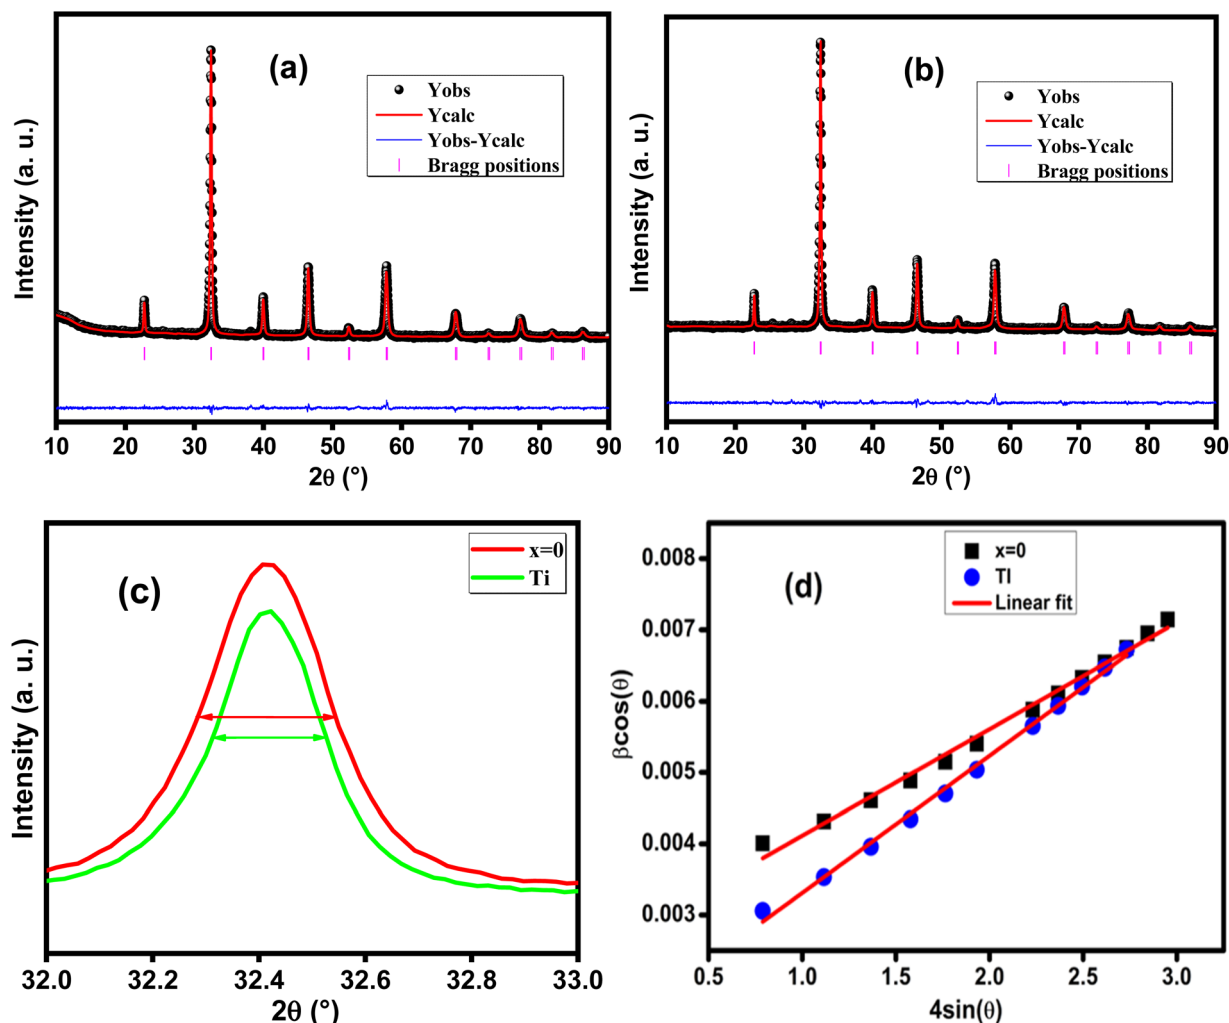 (a)
Yobs
Ycalc
Yobs-Ycalc
Bragg positions
Intensity (a. u.)
10 20 30 40 50 60 70 80 90
2θ (°)
(b)
Yobs
Ycalc
Yobs-Ycalc
Bragg positions
Intensity (a. u.)
10 20 30 40 50 60 70 80 90
2θ (°)
(c)
x=0
Ti
Intensity (a. u.)
32.0 32.2 32.4 32.6 32.8 33.0
2θ (°)
(d)
x=0
TI
Linear fit
βcos(θ)
0.008
0.007
0.006
0.005
0.004
0.003
0.5 1.0 1.5 2.0 2.5 3.0
4sin(θ)